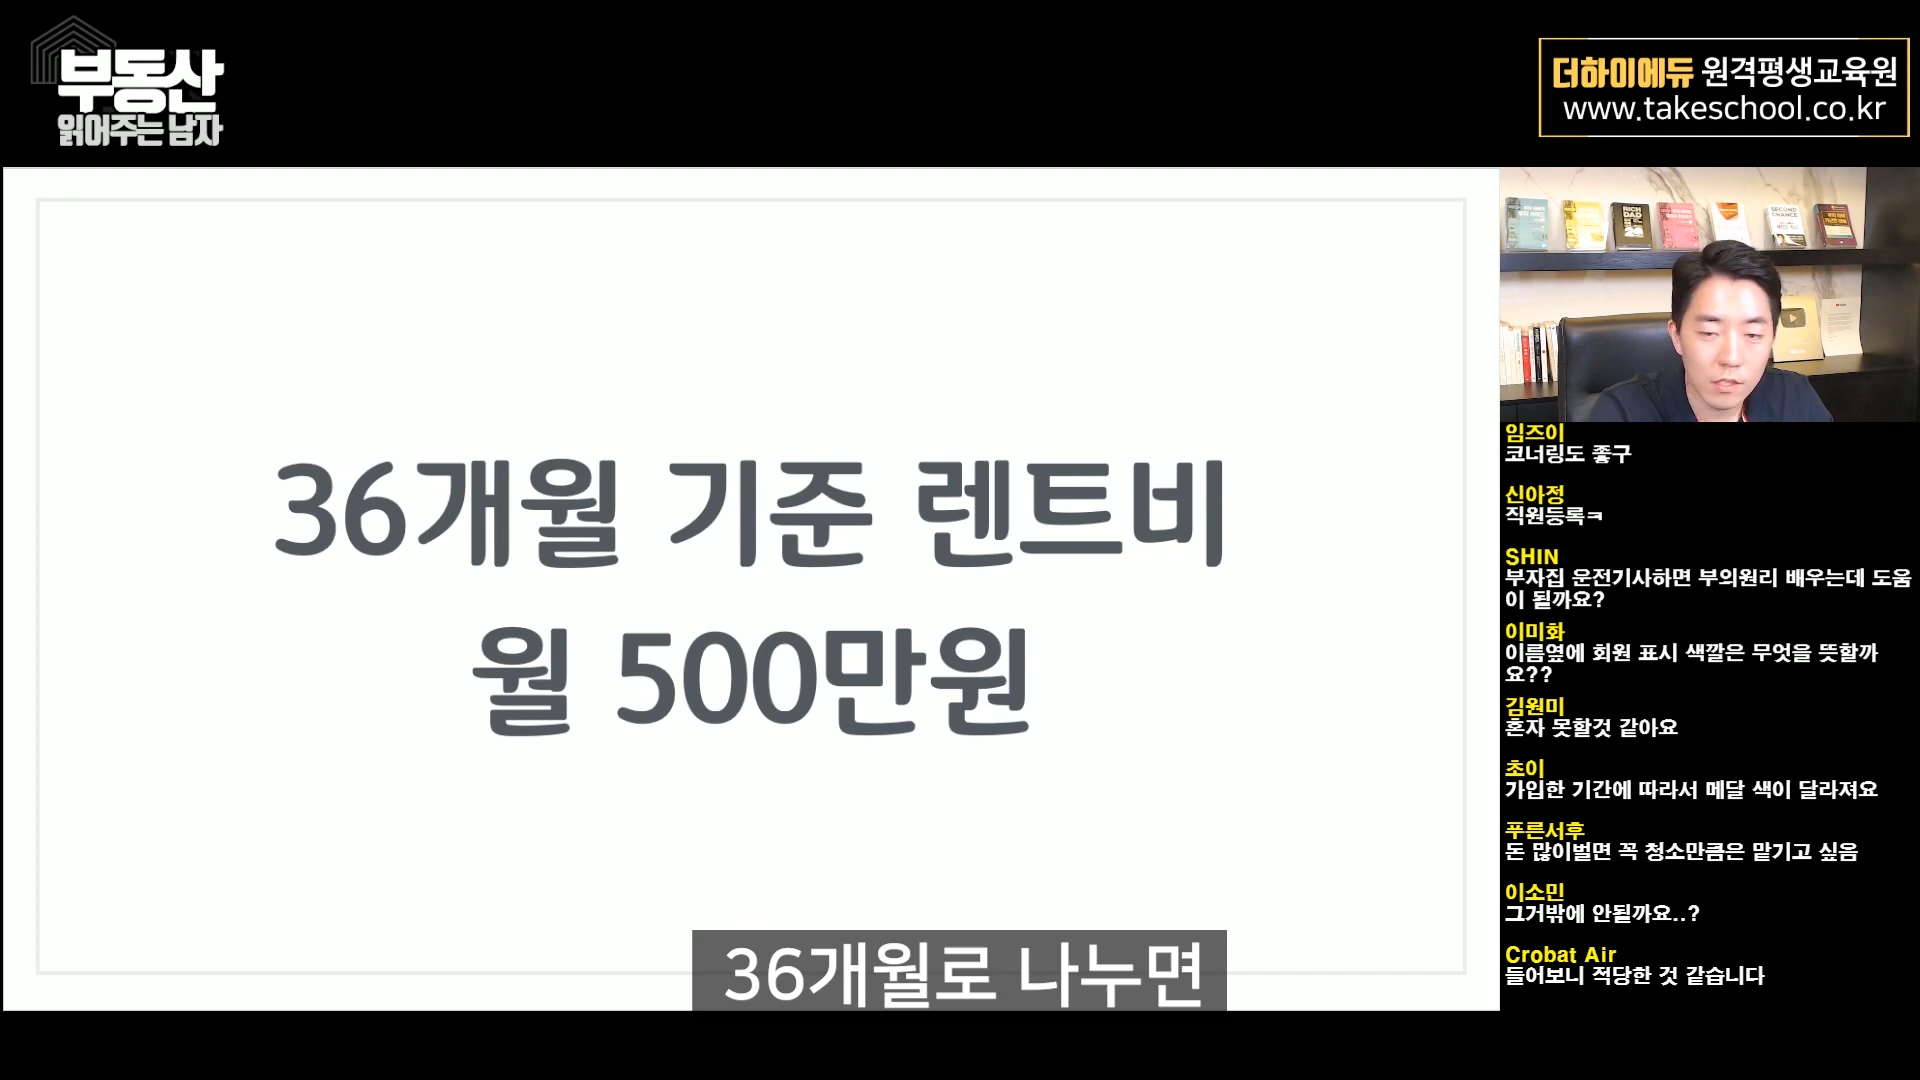 부동산
읽어주는 남자
더하이에듀 원격평생교육원
www.takeschool.co.kr
36개월 기준 렌트비
월 500만원
36개월로 나누면
RICH
DAD
20
SECOND
CHANCE
임즈이
코너링도 좋구
신아정
직원등록ㅋ
SHIN
부자집 운전기사하면 부의원리 배우는데 도움
이 될까요?
이미화
이름옆에 회원 표시 색깔은 무엇을 뜻할까
요??
김원미
혼자 못할것 같아요
초이
가입한 기간에 따라서 메달 색이 달라져요
푸른서후
돈 많이벌면 꼭 청소만큼은 맡기고 싶음
이소민
그거밖에 안될까요..?
Crobat Air
들어보니 적당한 것 같습니다